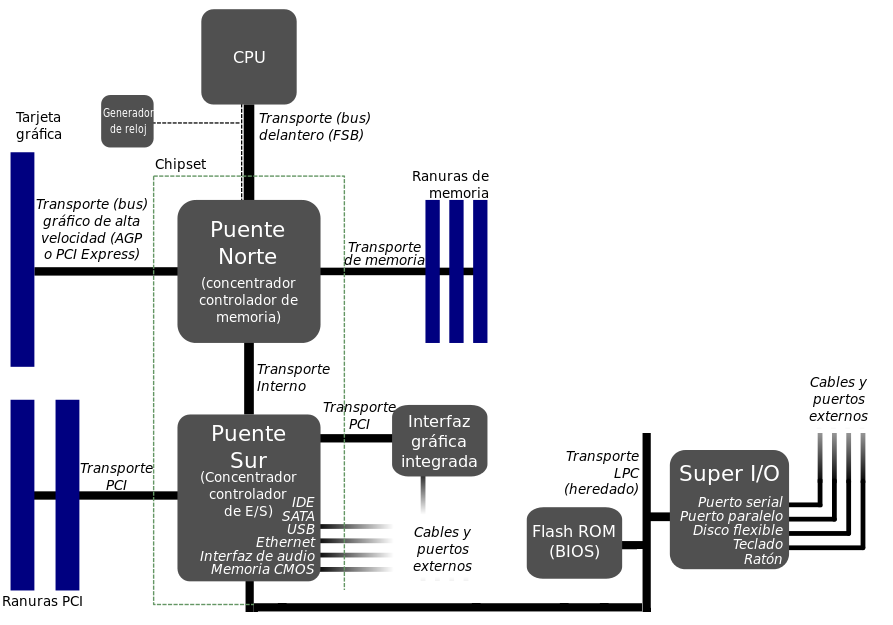 CPU
Generador
de reloj
Transporte (bus)
delantero (FSB)
Tarjeta
gráfica
Chipset
Ranuras de
memoria
Transporte (bus)
gráfico de alta
velocidad (AGP
o PCI Express)
Puente
Norte
(concentrador
controlador de
memoria)
Transporte
de memoria
Transporte
Interno
Transporte
PCI
Interfaz
gráfica
integrada
Puente
Sur
(Concentrador
controlador
de E/S)
IDE
SATA
USB
Ethernet
Interfaz de audio
Memoria CMOS
Transporte
PCI
Ranuras PCI
Cables y
puertos
externos
Transporte
LPC
(heredado)
Flash ROM
(BIOS)
Super I/O
Puerto serial
Puerto paralelo
Disco flexible
Teclado
Ratón
Cables y
puertos
externos